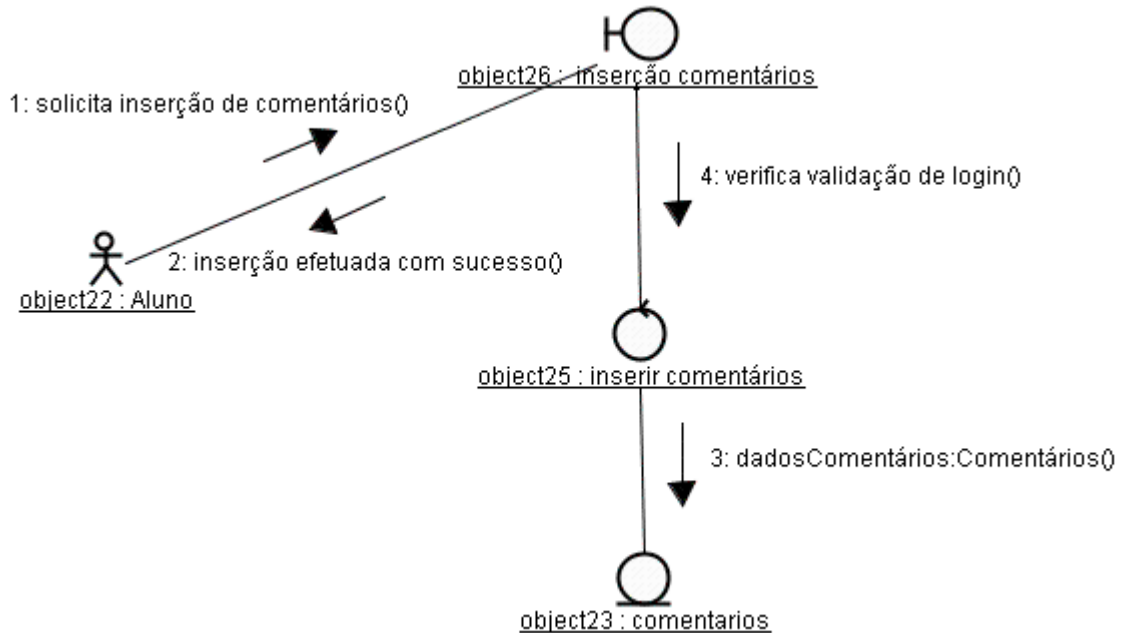 object26 : inserção comentários
1: solicita inserção de comentários()
4: verifica validação de login()
2: inserção efetuada com sucesso()
object22 : Aluno
object25 : inserir comentários
3: dadosComentários:Comentários()
object23 : comentarios